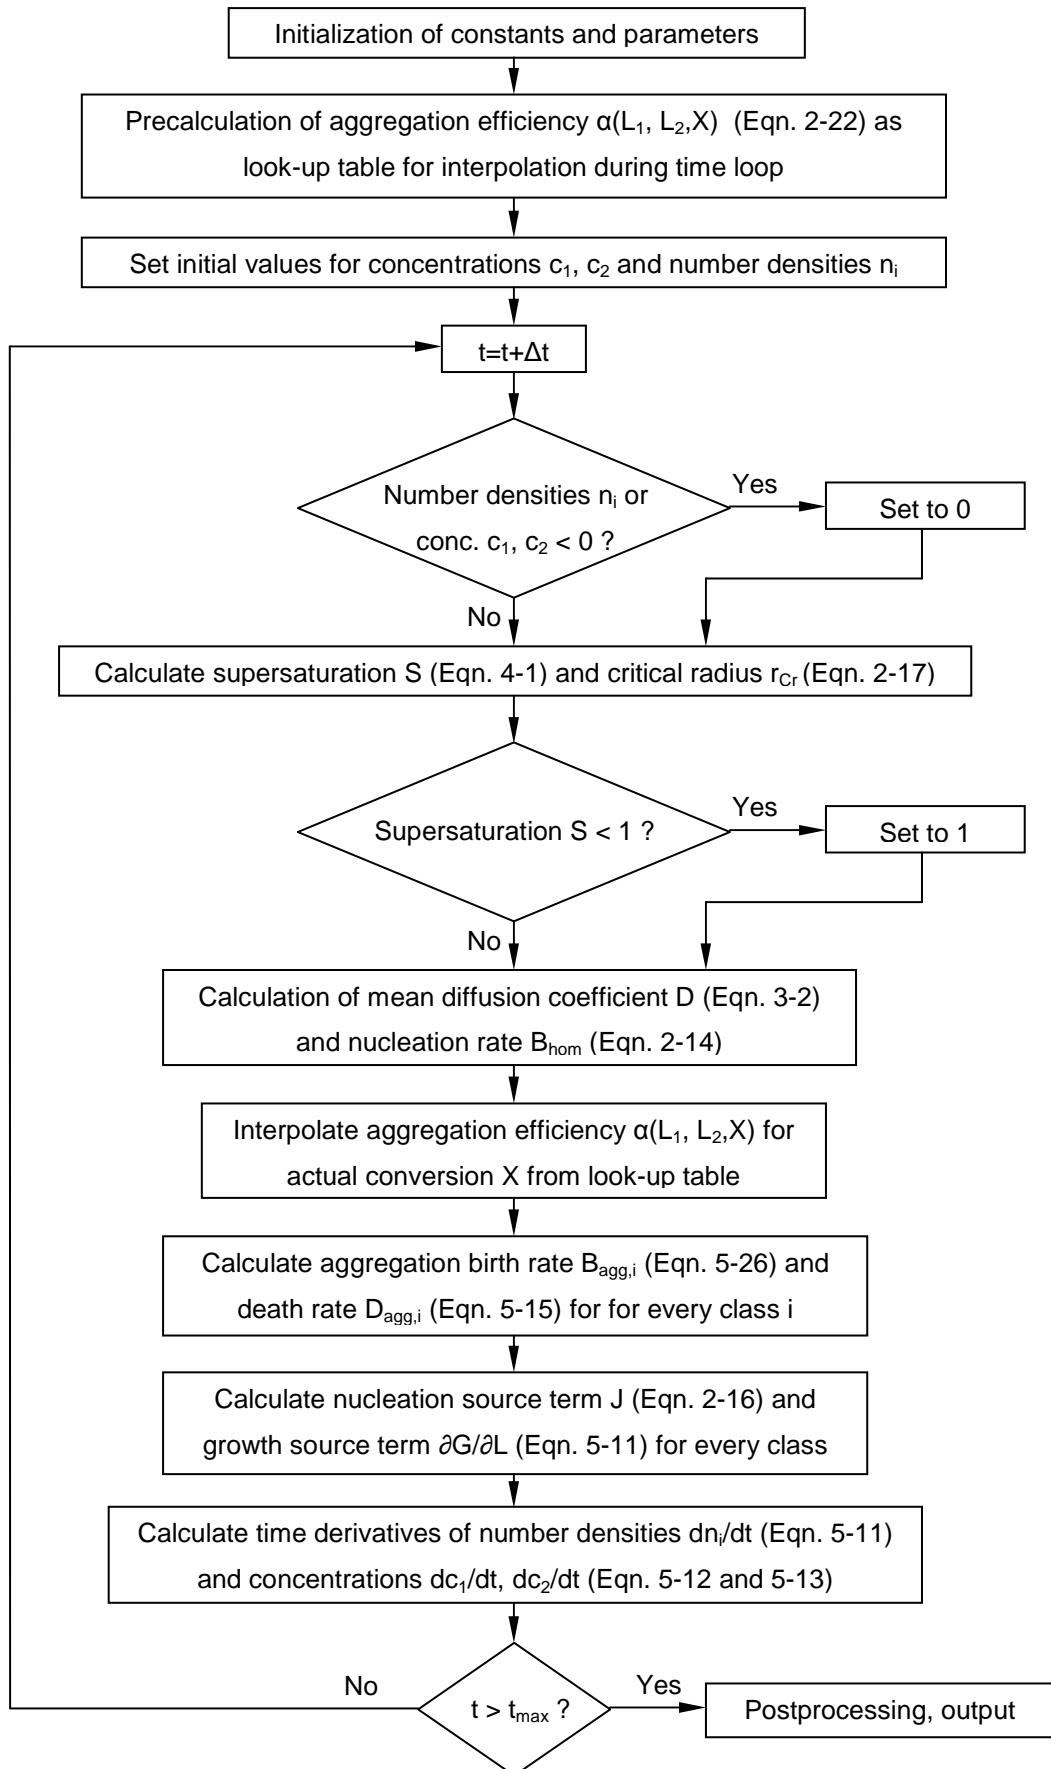 Initialization of constants and parameters
Precalculation of aggregation efficiency α(L₁, L₂,X)  (Eqn. 2-22) as
look-up table for interpolation during time loop
Set initial values for concentrations c₁, c₂ and number densities nᵢ
t=t+Δt
Number densities nᵢ or
conc. c₁, c₂ < 0 ?
Yes
Set to 0
No
Calculate supersaturation S (Eqn. 4-1) and critical radius r_Cr (Eqn. 2-17)
Supersaturation S < 1 ?
Yes
Set to 1
No
Calculation of mean diffusion coefficient D (Eqn. 3-2)
and nucleation rate B_hom (Eqn. 2-14)
Interpolate aggregation efficiency α(L₁, L₂,X) for
actual conversion X from look-up table
Calculate aggregation birth rate B_agg,i (Eqn. 5-26) and
death rate D_agg,i (Eqn. 5-15) for for every class i
Calculate nucleation source term J (Eqn. 2-16) and
growth source term ∂G/∂L (Eqn. 5-11) for every class
Calculate time derivatives of number densities dnᵢ/dt (Eqn. 5-11)
and concentrations dc₁/dt, dc₂/dt (Eqn. 5-12 and 5-13)
No
t > t_max ?
Yes
Postprocessing, output